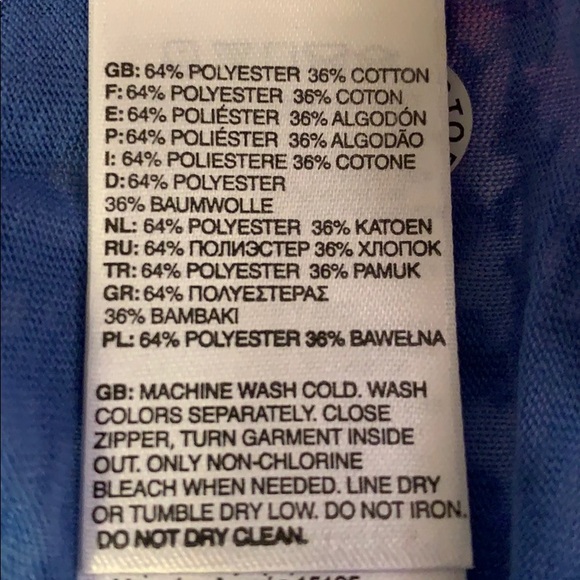 GB: 64% POLYESTER 36% COTTON
F: 64% POLYESTER 36% COTON
E: 64% POLIÉSTER 36% ALGODÓN
P: 64% POLIÉSTER 36% ALGODÃO
I: 64% POLIESTERE 36% COTONE
D: 64% POLYESTER
36% BAUMWOLLE
NL: 64% POLYESTER 36% KATOEN
RU: 64% ПОЛИЭСТЕР 36% ХЛОПОК
TR: 64% POLYESTER 36% PAMUK
GR: 64% ΠΟΛΥΕΣΤΕΡΑΣ
36% ΒΑΜΒΑΚΙ
PL: 64% POLYESTER 36% BAWEŁNA
GB: MACHINE WASH COLD. WASH
COLORS SEPARATELY. CLOSE
ZIPPER, TURN GARMENT INSIDE
OUT. ONLY NON-CHLORINE
BLEACH WHEN NEEDED. LINE DRY
OR TUMBLE DRY LOW. DO NOT IRON.
DO NOT DRY CLEAN.